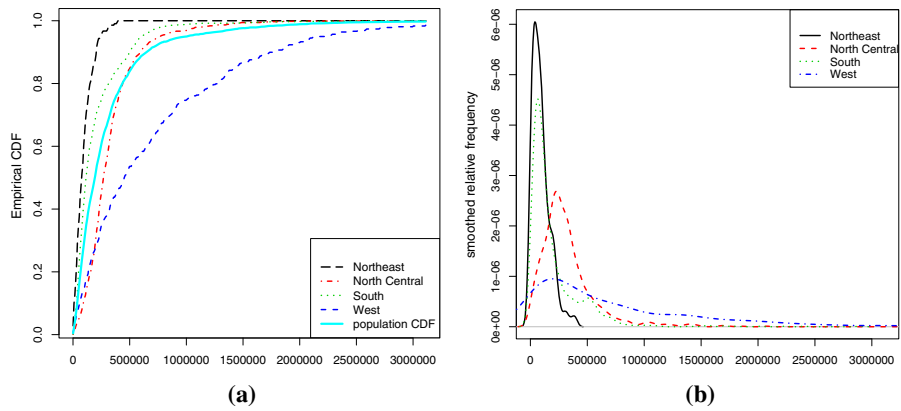 Empirical CDF
1.0
0.8
0.6
0.4
0.2
0.0
0 500000 1000000 1500000 2000000 2500000 3000000
Northeast
North Central
South
West
population CDF
(a)
smoothed relative frequency
6e−06
5e−06
4e−06
3e−06
2e−06
1e−06
0e+00
0 500000 1000000 1500000 2000000 2500000 3000000
Northeast
North Central
South
West
(b)